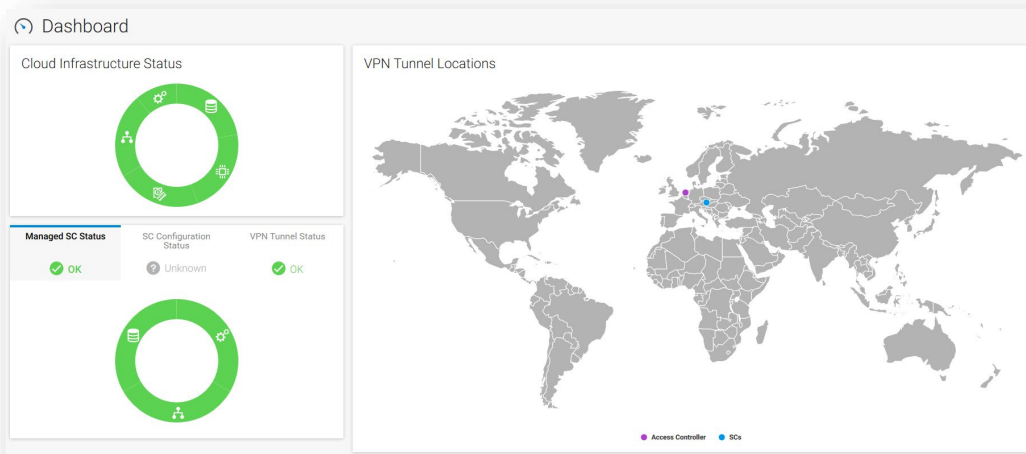 Dashboard
Cloud Infrastructure Status
VPN Tunnel Locations
Managed SC Status
SC Configuration
Status
VPN Tunnel Status
OK
Unknown
OK
Access Controller
SCs